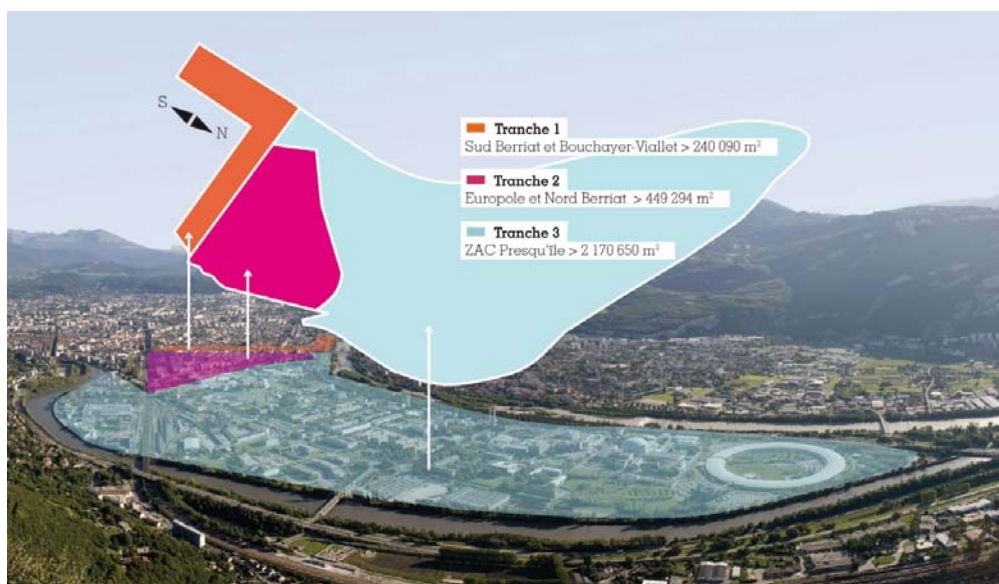 S
N
Tranche 1
Sud Berriat et Bouchayer-Viallet > 240 090 m²
Tranche 2
Europole et Nord Berriat > 449 294 m²
Tranche 3
ZAC Presqu'île > 2 170 650 m²